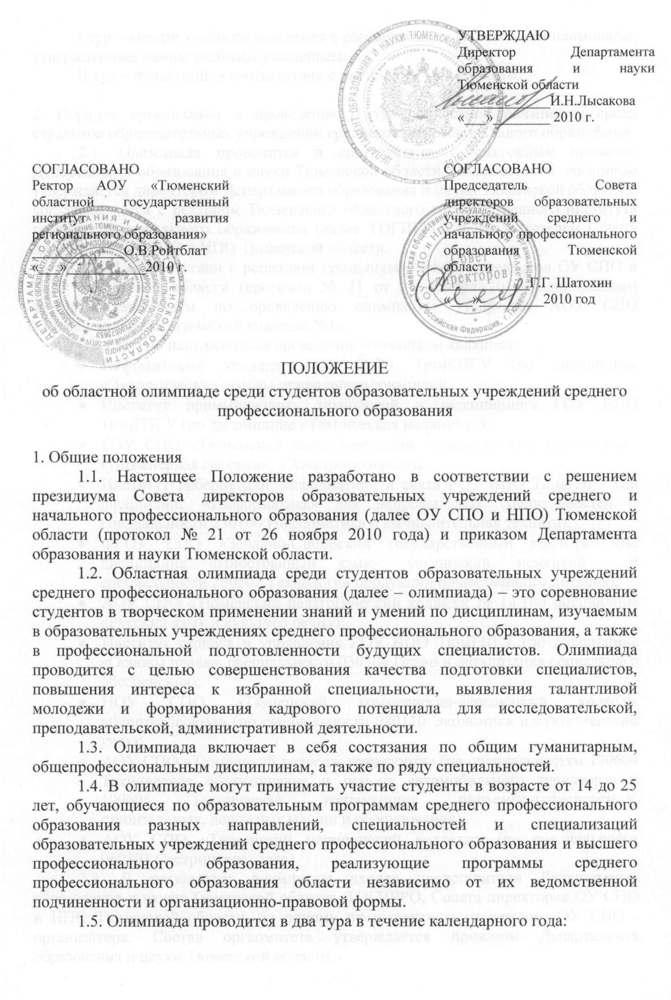 УТВЕРЖДАЮ
Директор Департамента
образования и науки
Тюменской области
И.Н.Лысакова
«___»________ 2010 г.
СОГЛАСОВАНО
Ректор АОУ «Тюменский
областной государственный
институт развития
регионального образования»
О.В.Ройтблат
«___»__________ 2010 г.
СОГЛАСОВАНО
Председатель Совета
директоров образовательных
учреждений среднего и
начального профессионального
образования Тюменской
области
Г.Г. Шатохин
«___»_________2010 год
Совет
директоров
ПОЛОЖЕНИЕ
об областной олимпиаде среди студентов образовательных учреждений среднего
профессионального образования
1. Общие положения
1.1. Настоящее Положение разработано в соответствии с решением
президиума Совета директоров образовательных учреждений среднего и
начального профессионального образования (далее ОУ СПО и НПО) Тюменской
области (протокол № 21 от 26 ноября 2010 года) и приказом Департамента
образования и науки Тюменской области.
1.2. Областная олимпиада среди студентов образовательных учреждений
среднего профессионального образования (далее – олимпиада) – это соревнование
студентов в творческом применении знаний и умений по дисциплинам, изучаемым
в образовательных учреждениях среднего профессионального образования, а также
в профессиональной подготовленности будущих специалистов. Олимпиада
проводится с целью совершенствования качества подготовки специалистов,
повышения интереса к избранной специальности, выявления талантливой
молодежи и формирования кадрового потенциала для исследовательской,
преподавательской, административной деятельности.
1.3. Олимпиада включает в себя состязания по общим гуманитарным,
общепрофессиональным дисциплинам, а также по ряду специальностей.
1.4. В олимпиаде могут принимать участие студенты в возрасте от 14 до 25
лет, обучающиеся по образовательным программам среднего профессионального
образования разных направлений, специальностей и специализаций
образовательных учреждений среднего профессионального образования и высшего
профессионального образования, реализующие программы среднего
профессионального образования области независимо от их ведомственной
подчиненности и организационно-правовой формы.
1.5. Олимпиада проводится в два тура в течение календарного года: